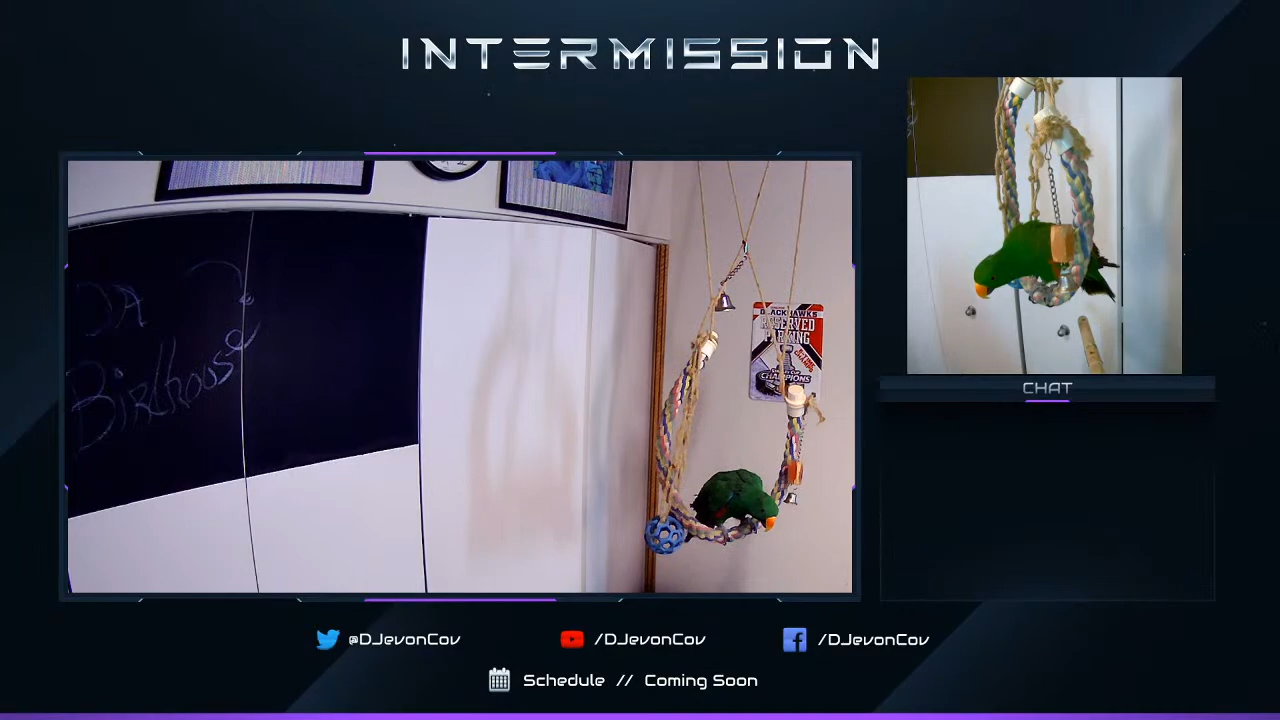 INTERMISSION
DA
Birdhouse
BLACKHAWKS
RESERVED
PARKING
CHAMPIONS
CHAT
@DJevonCov
/DJevonCov
/DJevonCov
Schedule // Coming Soon